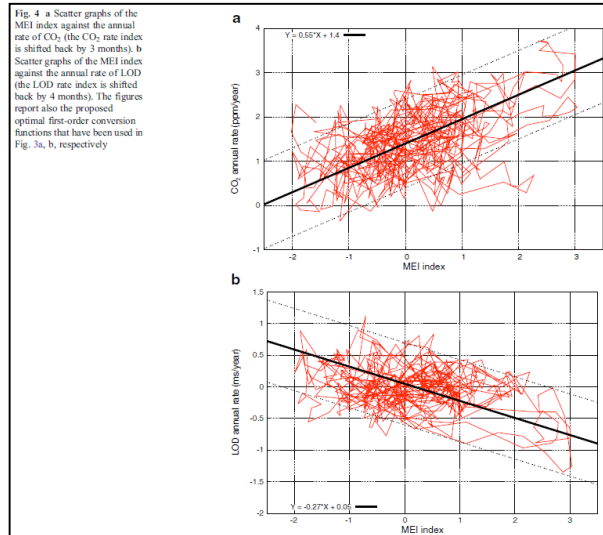 Fig. 4 a Scatter graphs of the
MEI index against the annual
rate of CO₂ (the CO₂ rate index
is shifted back by 3 months). b
Scatter graphs of the MEI index
against the annual rate of LOD
(the LOD rate index is shifted
back by 4 months). The figures
report also the proposed
optimal first-order conversion
functions that have been used in
Fig. 3a, b, respectively
a
Y = 0.55*X + 1.4
4
3
2
1
0
-1
CO₂ annual rate (ppm/year)
-2 -1 0 1 2 3
MEI index
b
1.5
1
0.5
0
-0.5
-1
-1.5
-2
LOD annual rate (ms/year)
Y = -0.27*X + 0.05
-2 -1 0 1 2 3
MEI index